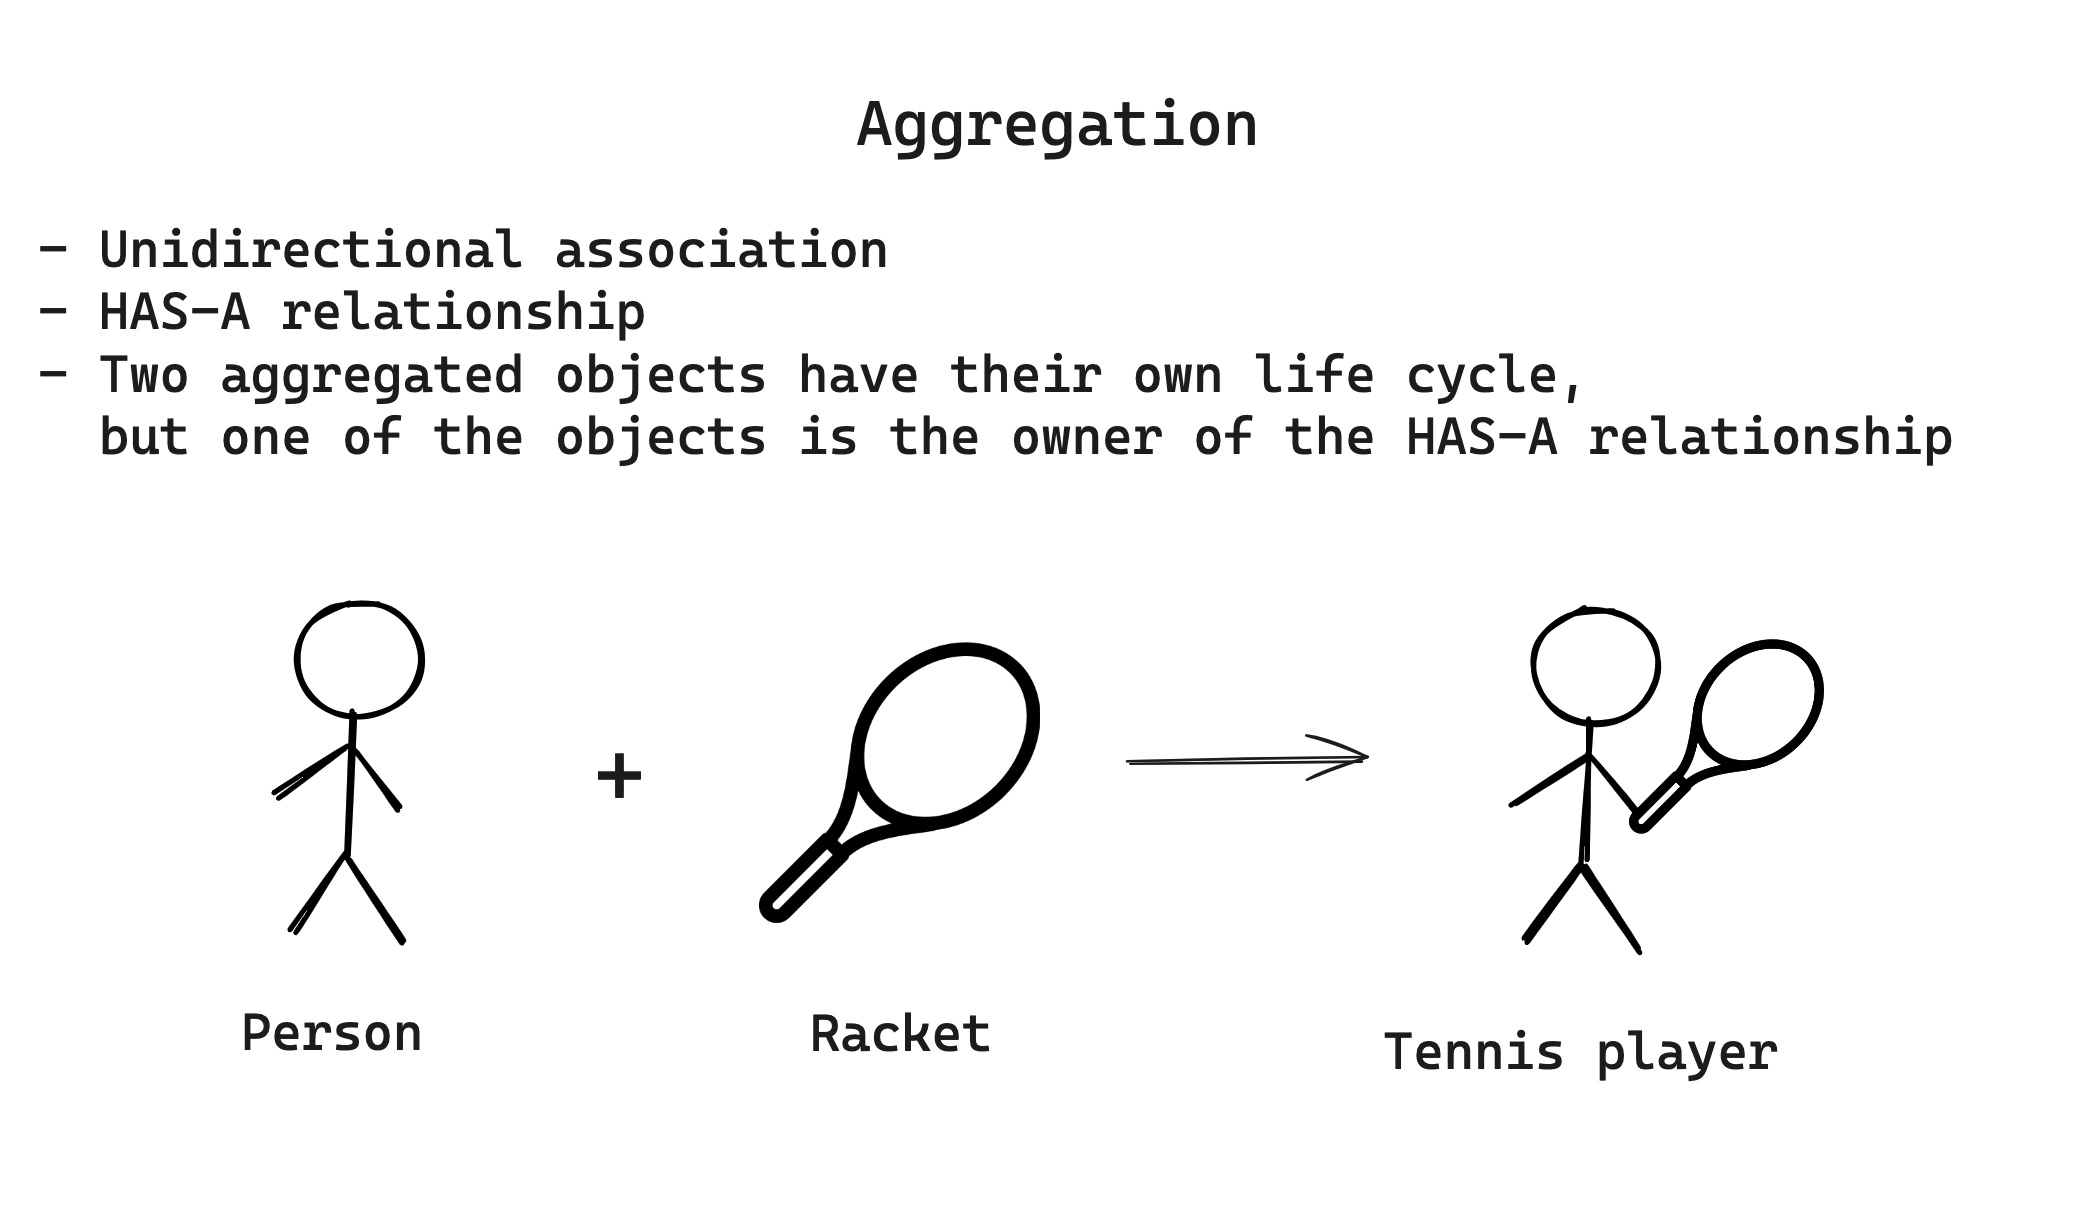 Aggregation
- Unidirectional association
- HAS-A relationship
- Two aggregated objects have their own life cycle,
but one of the objects is the owner of the HAS-A relationship
+
Person
Racket
Tennis player